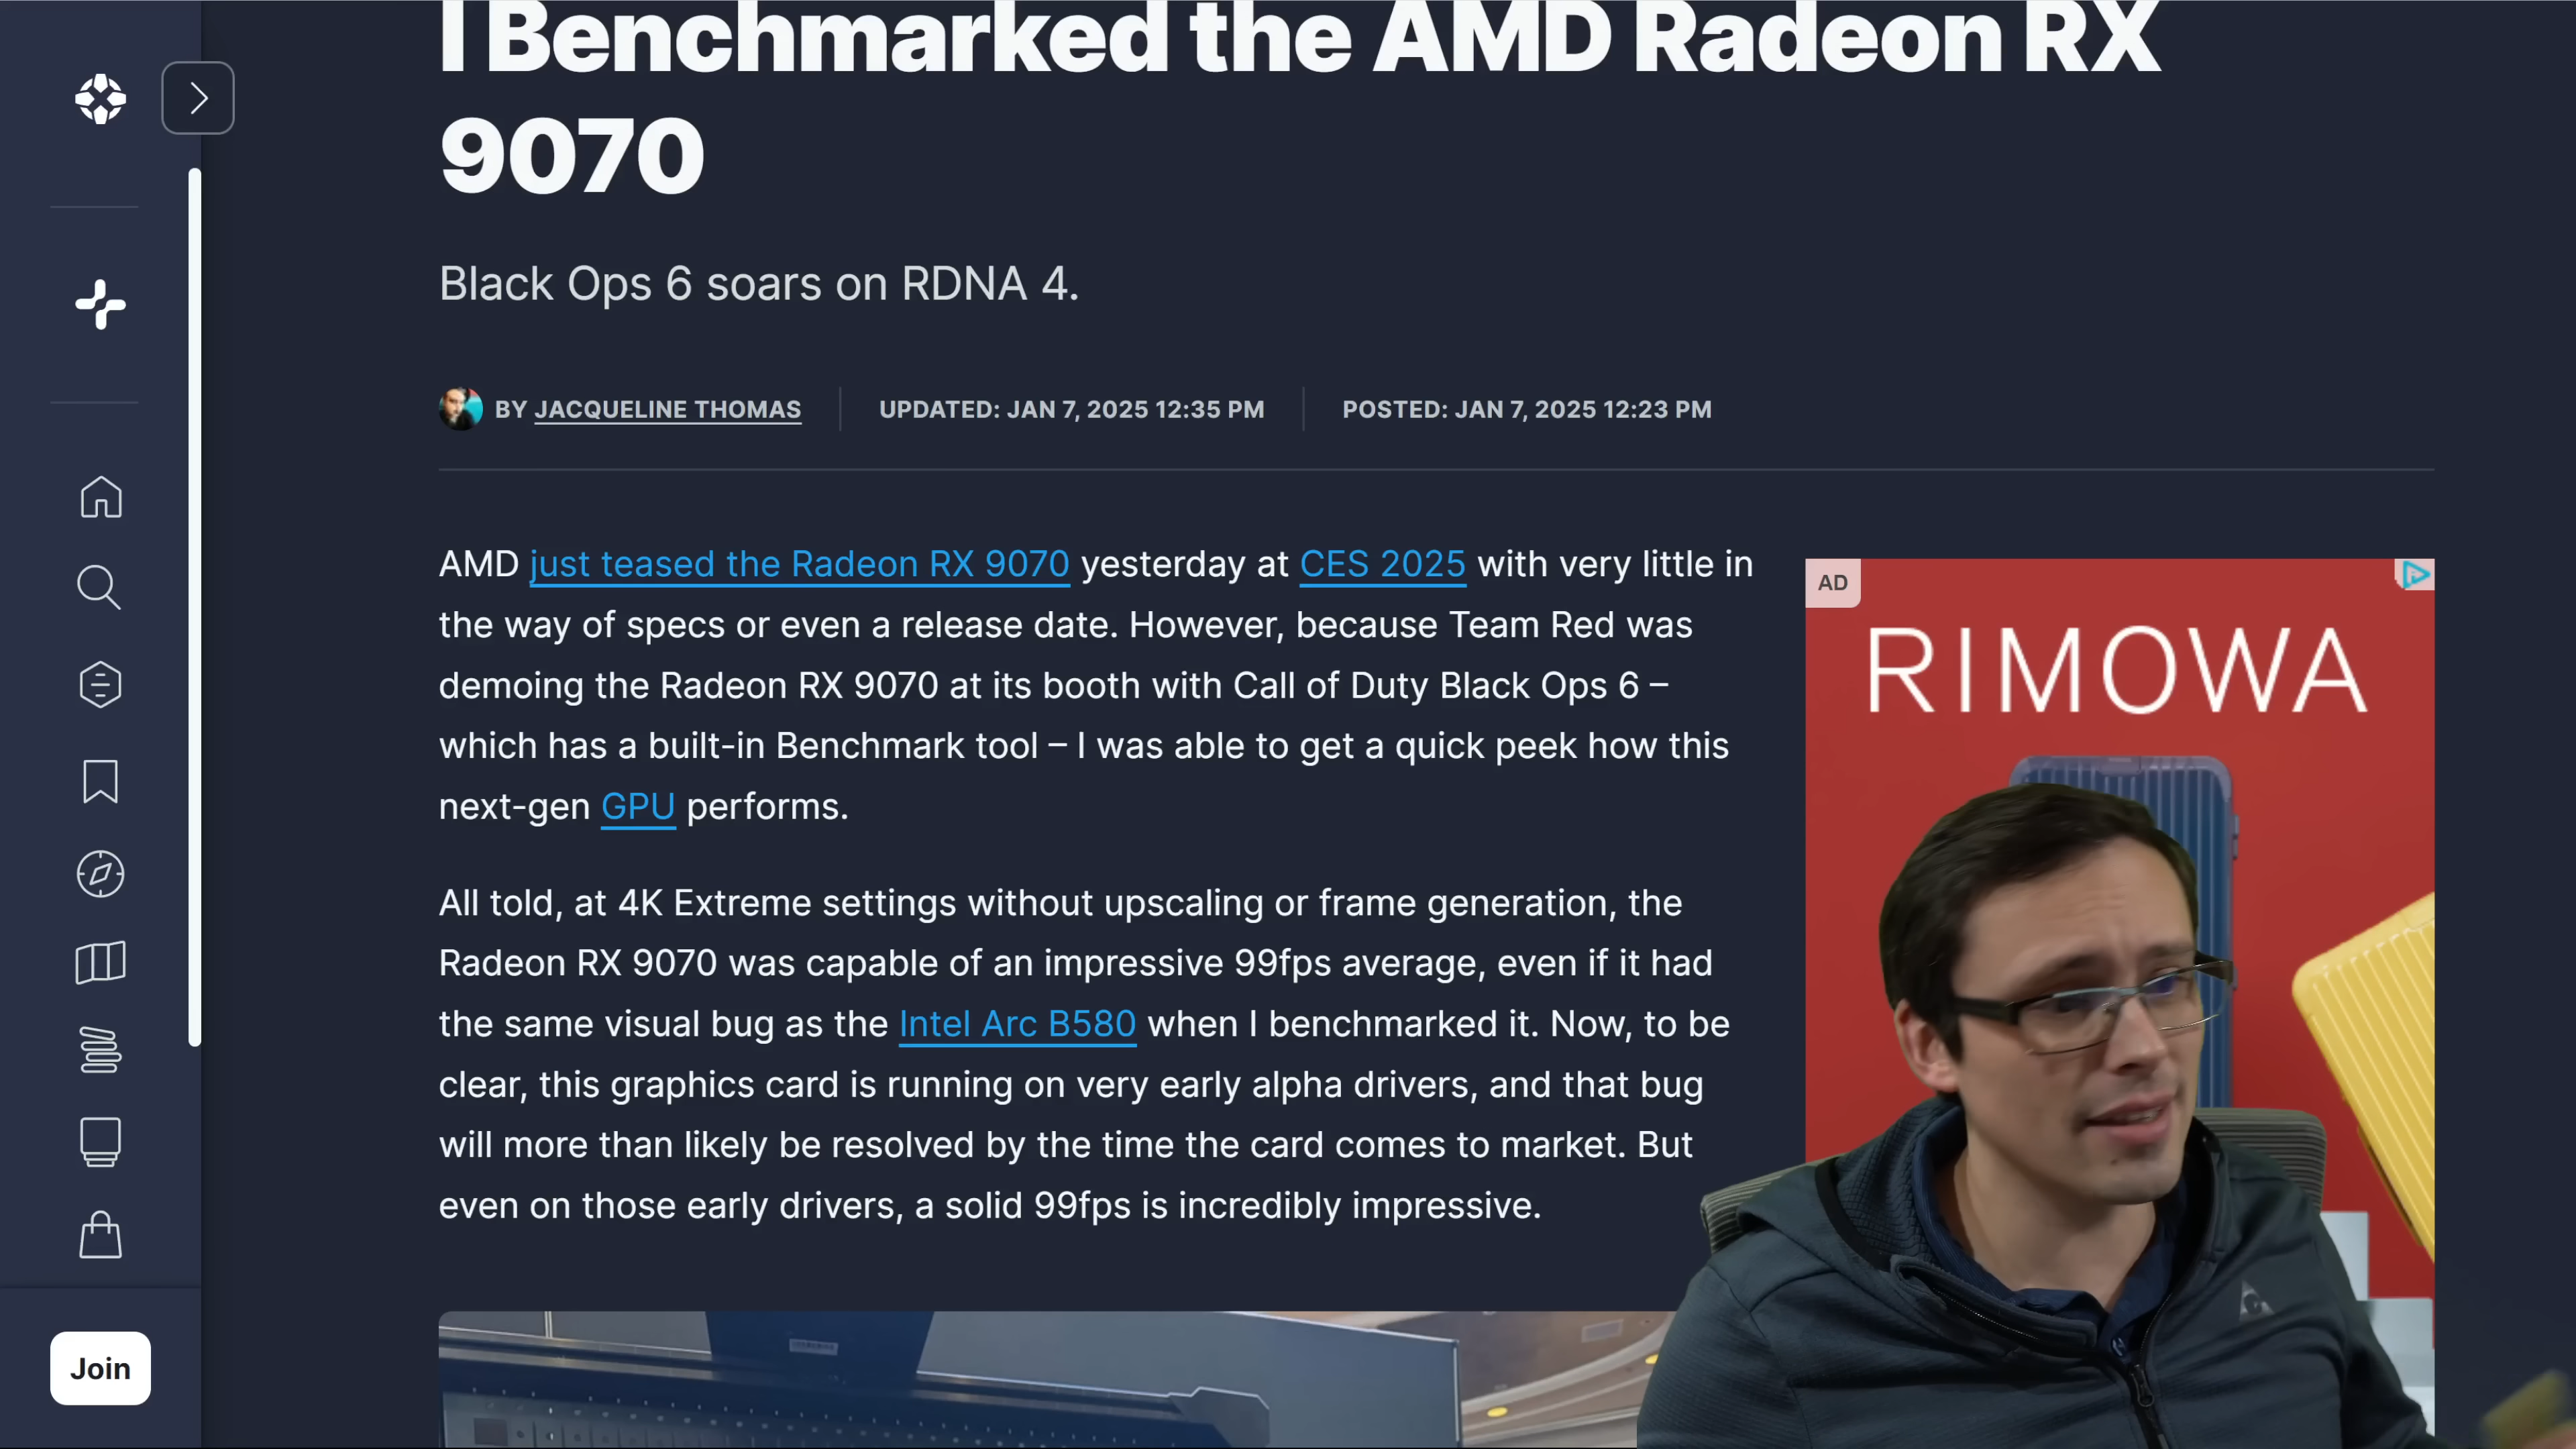 I Benchmarked the AMD Radeon RX
9070
Black Ops 6 soars on RDNA 4.
BY JACQUELINE THOMAS
UPDATED: JAN 7, 2025 12:35 PM
POSTED: JAN 7, 2025 12:23 PM
AMD just teased the Radeon RX 9070 yesterday at CES 2025 with very little in
the way of specs or even a release date. However, because Team Red was
demoing the Radeon RX 9070 at its booth with Call of Duty Black Ops 6 –
which has a built-in Benchmark tool – I was able to get a quick peek how this
next-gen GPU performs.
All told, at 4K Extreme settings without upscaling or frame generation, the
Radeon RX 9070 was capable of an impressive 99fps average, even if it had
the same visual bug as the Intel Arc B580 when I benchmarked it. Now, to be
clear, this graphics card is running on very early alpha drivers, and that bug
will more than likely be resolved by the time the card comes to market. But
even on those early drivers, a solid 99fps is incredibly impressive.
AD
RIMOWA
Join